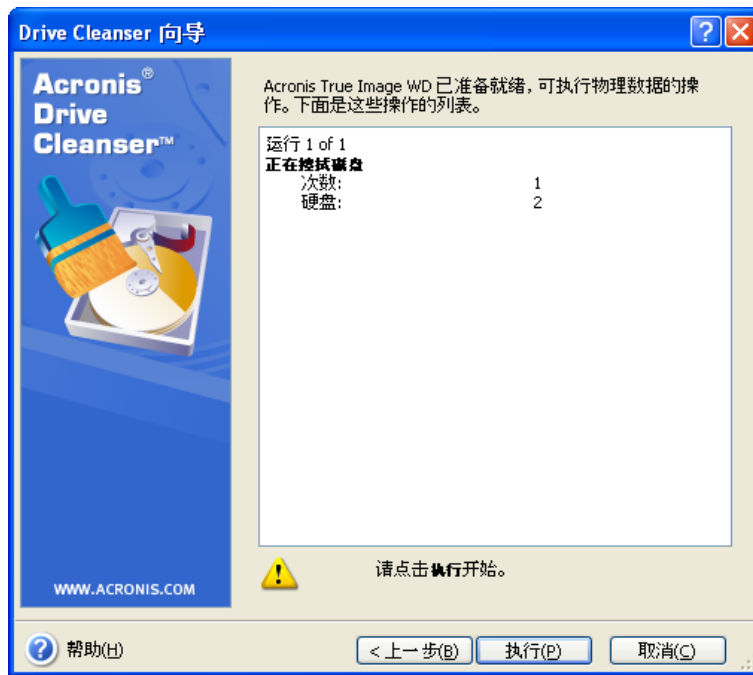 Drive Cleanser 向导
Acronis®
Drive
Cleanser™
Acronis True Image WD 已准备就绪，可执行物理数据的操
作。下面是这些操作的列表。
运行 1 of 1
正在擦拭磁盘
次数: 1
硬盘: 2
请点击执行开始。
WWW.ACRONIS.COM
帮助(H)
<上一步(B)
执行(P)
取消(C)